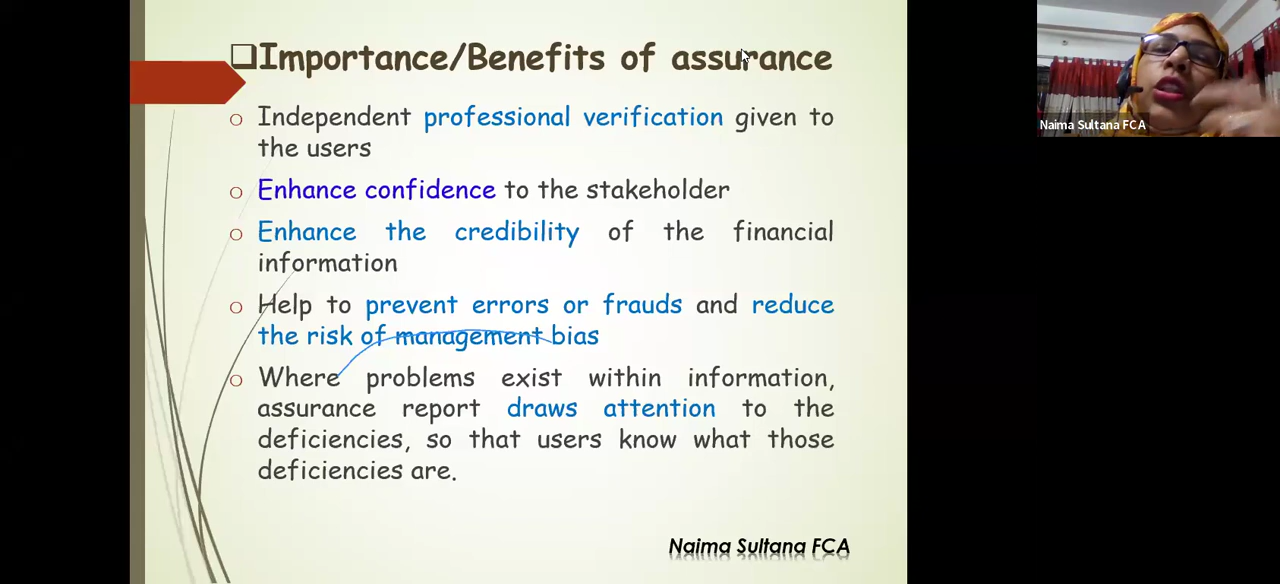 ❑Importance/Benefits of assurance
o Independent professional verification given to
the users
o Enhance confidence to the stakeholder
o Enhance the credibility of the financial
information
o Help to prevent errors or frauds and reduce
the risk of management bias
o Where problems exist within information,
assurance report draws attention to the
deficiencies, so that users know what those
deficiencies are.
Naima Sultana FCA
Naima Sultana FCA